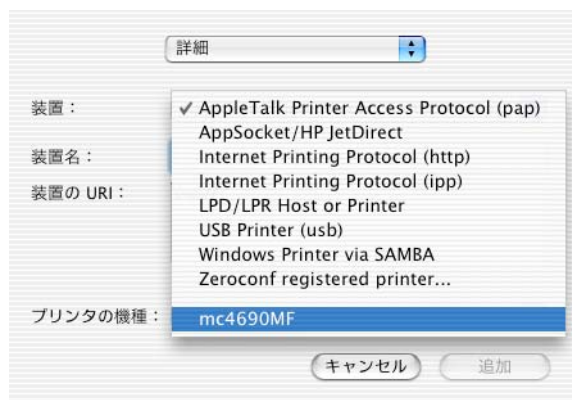 詳細
装置：
✓ AppleTalk Printer Access Protocol (pap)
AppSocket/HP JetDirect
装置名：
Internet Printing Protocol (http)
Internet Printing Protocol (ipp)
装置の URI：
LPD/LPR Host or Printer
USB Printer (usb)
Windows Printer via SAMBA
Zeroconf registered printer...
プリンタの機種：
mc4690MF
キャンセル
追加